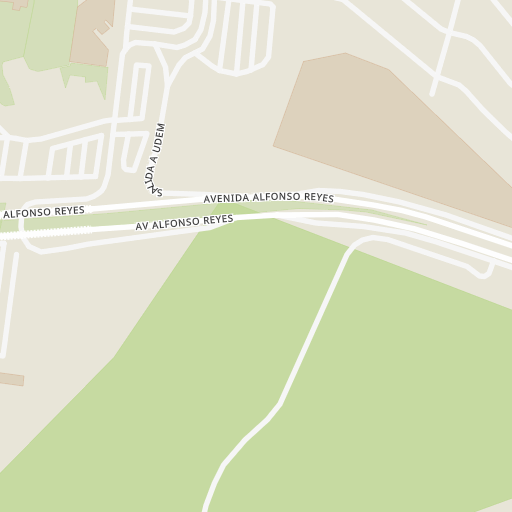 SALIDA A UDEM
AVENIDA ALFONSO REYES
ALFONSO REYES
AV ALFONSO REYES